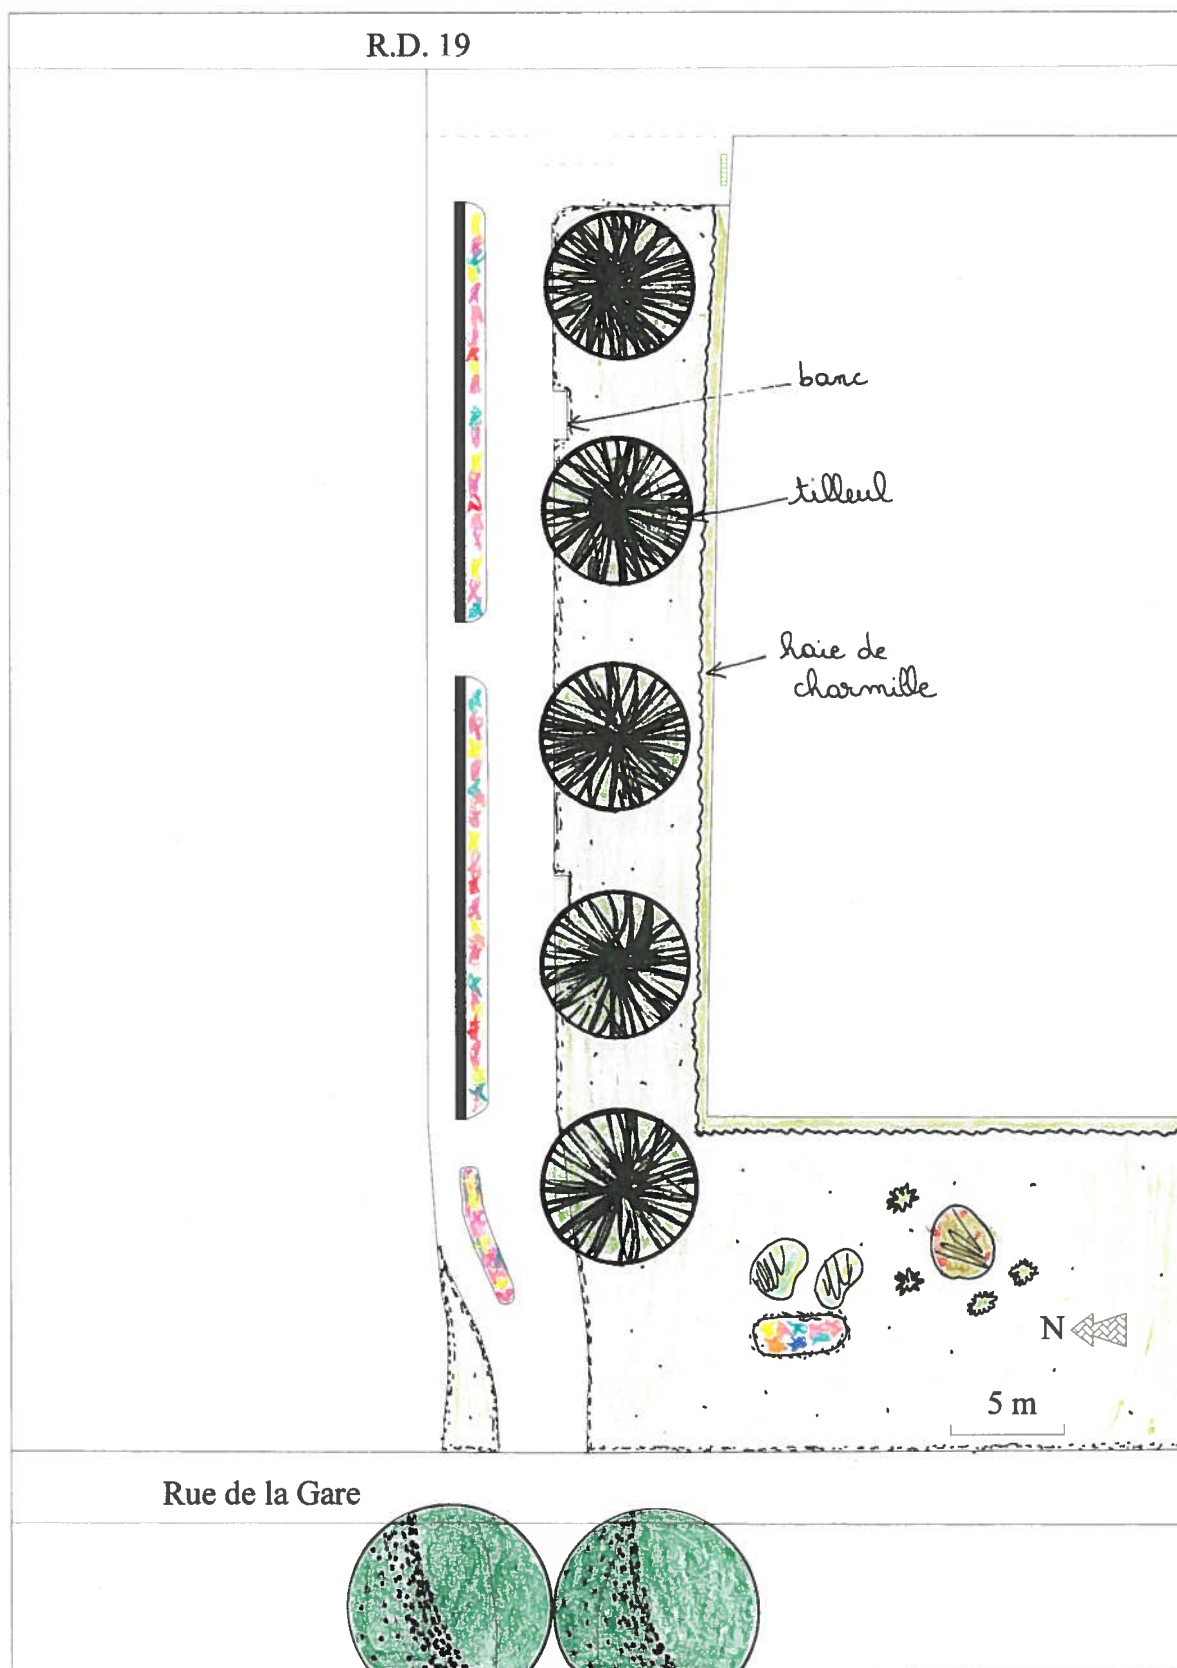 R.D. 19
banc
tilleul
haie de
charmille
N
5 m
Rue de la Gare